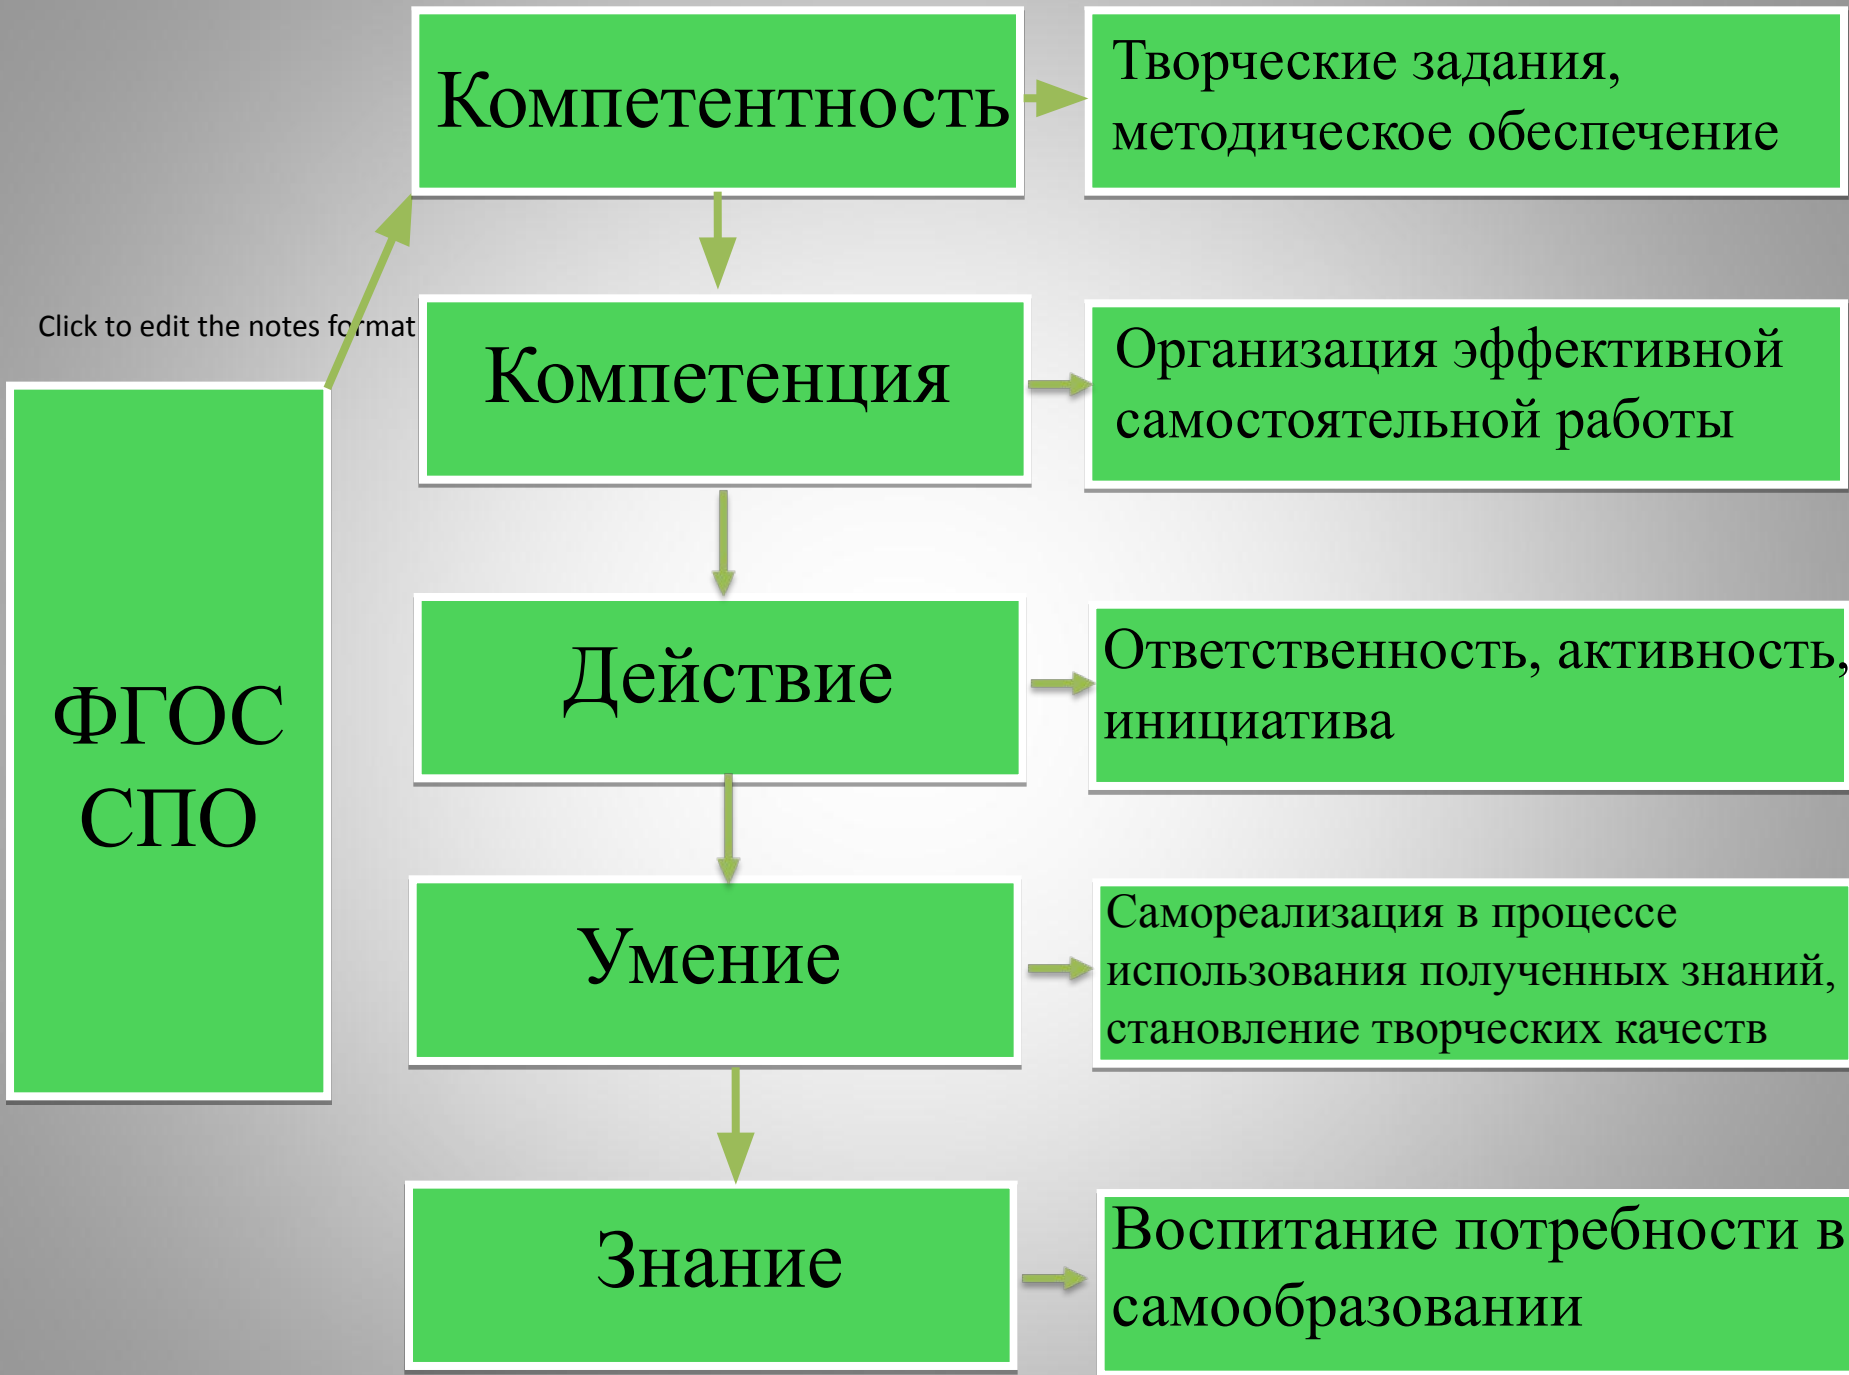 Компетентность
Творческие задания,
методическое обеспечение
Click to edit the notes format
Компетенция
Организация эффективной
самостоятельной работы
ФГОС
СПО
Действие
Ответственность, активность,
инициатива
Умение
Самореализация в процессе
использования полученных знаний,
становление творческих качеств
Знание
Воспитание потребности в
самообразовании